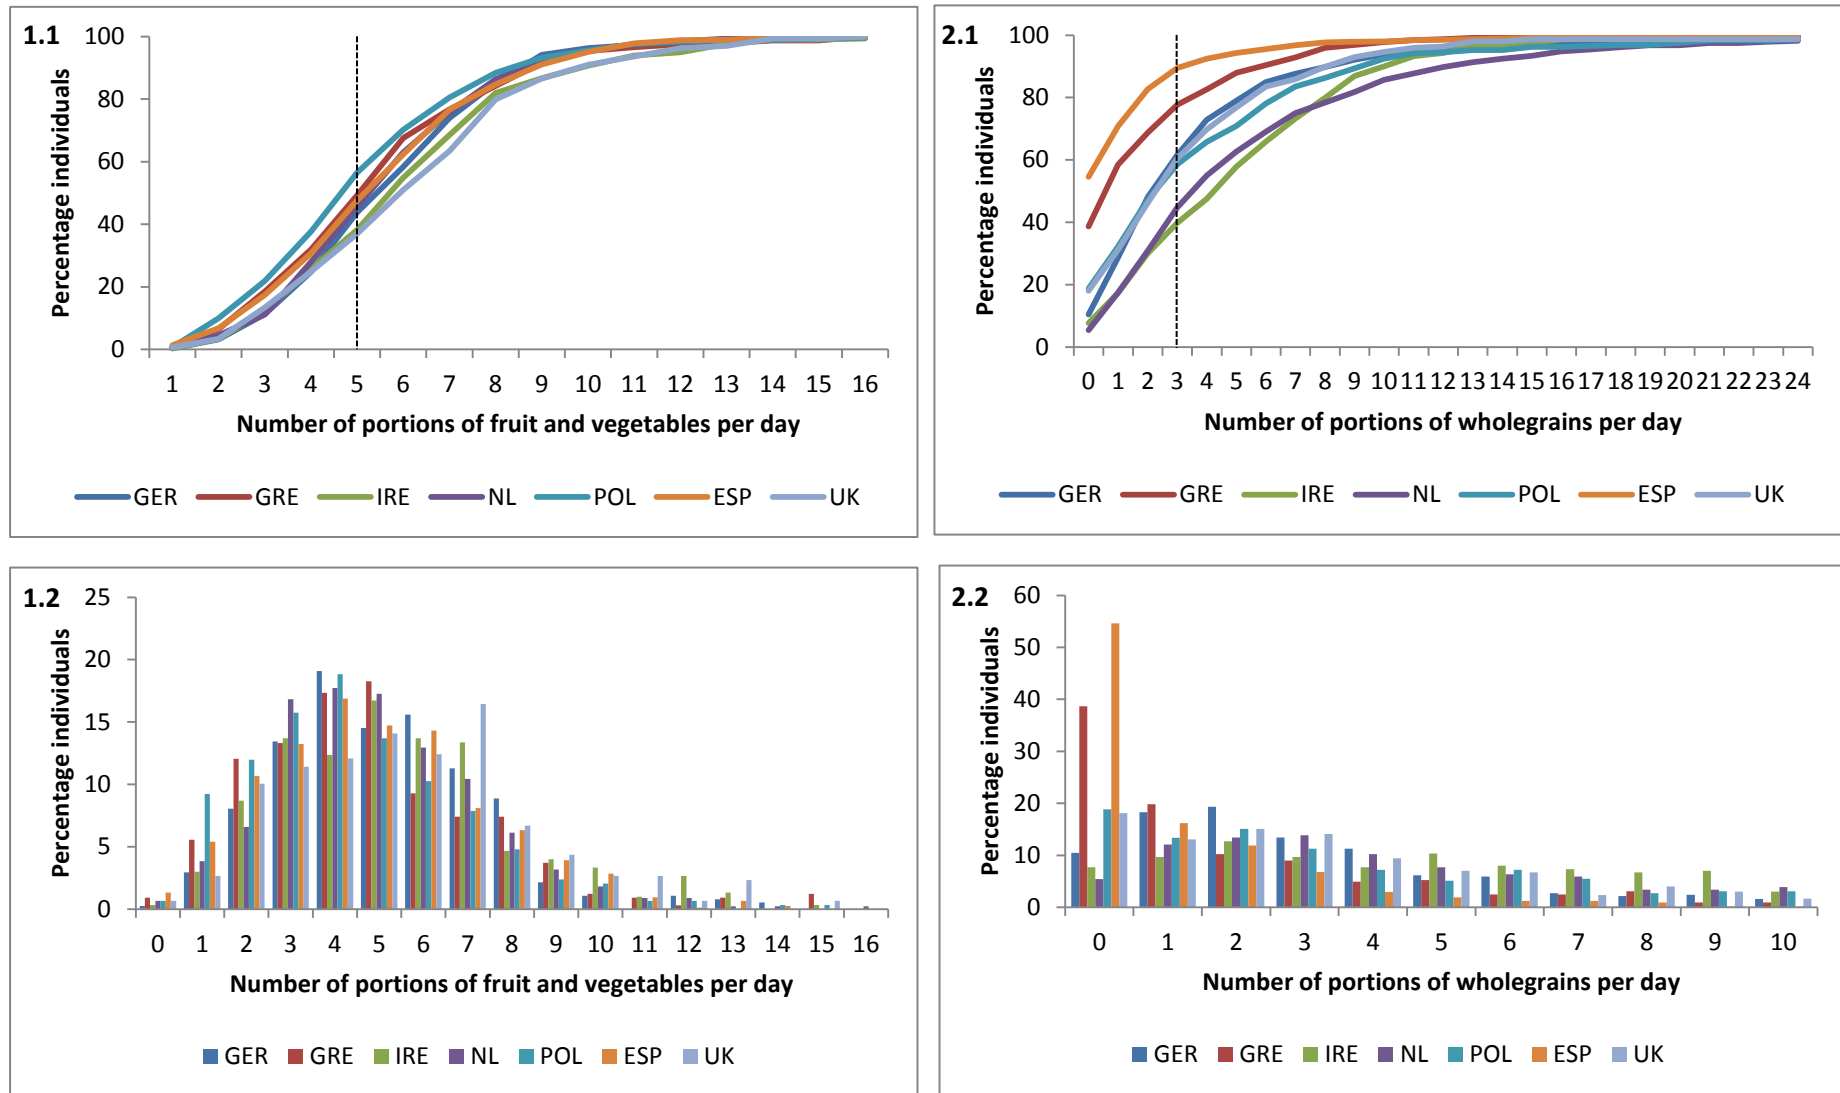 1.1
Percentage individuals
100
80
60
40
20
0
1 2 3 4 5 6 7 8 9 10 11 12 13 14 15 16
Number of portions of fruit and vegetables per day
GER GRE IRE NL POL ESP UK
2.1
Percentage individuals
100
80
60
40
20
0
0 1 2 3 4 5 6 7 8 9 10 11 12 13 14 15 16 17 18 19 20 21 22 23 24
Number of portions of wholegrains per day
GER GRE IRE NL POL ESP UK
1.2
Percentage individuals
25
20
15
10
5
0
0 1 2 3 4 5 6 7 8 9 10 11 12 13 14 15 16
Number of portions of fruit and vegetables per day
GER GRE IRE NL POL ESP UK
2.2
Percentage individuals
60
50
40
30
20
10
0
0 1 2 3 4 5 6 7 8 9 10
Number of portions of wholegrains per day
GER GRE IRE NL POL ESP UK